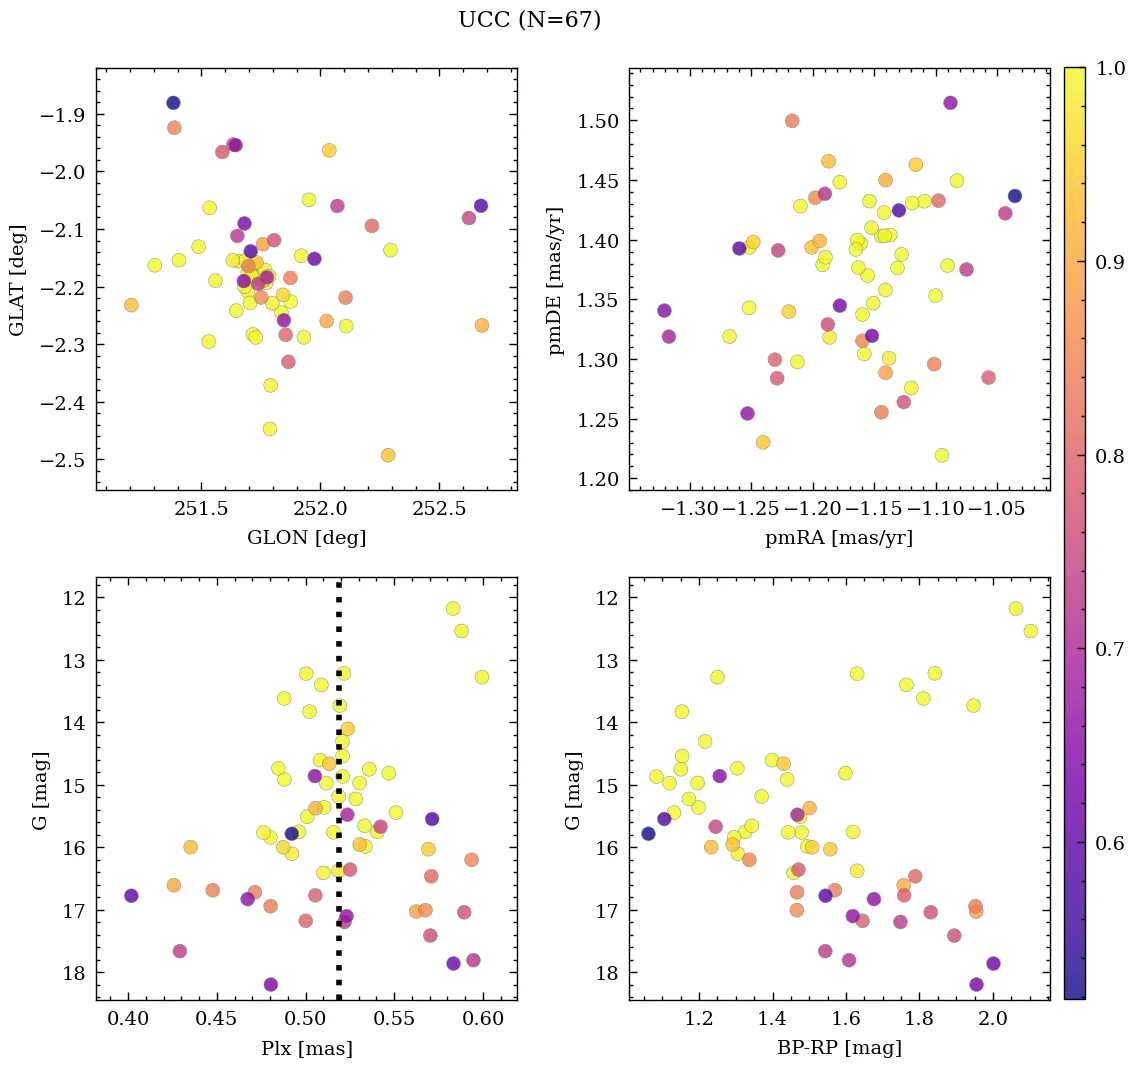 UCC (N=67)
−1.9
−2.0
−2.1
−2.2
−2.3
−2.4
−2.5
GLAT [deg]
251.5 252.0 252.5
GLON [deg]
1.50
1.45
1.40
1.35
1.30
1.25
1.20
pmDE [mas/yr]
−1.30 −1.25 −1.20 −1.15 −1.10 −1.05
pmRA [mas/yr]
1.0
0.9
0.8
0.7
0.6
12
13
14
15
16
17
18
G [mag]
0.40 0.45 0.50 0.55 0.60
Plx [mas]
12
13
14
15
16
17
18
G [mag]
1.2 1.4 1.6 1.8 2.0
BP-RP [mag]